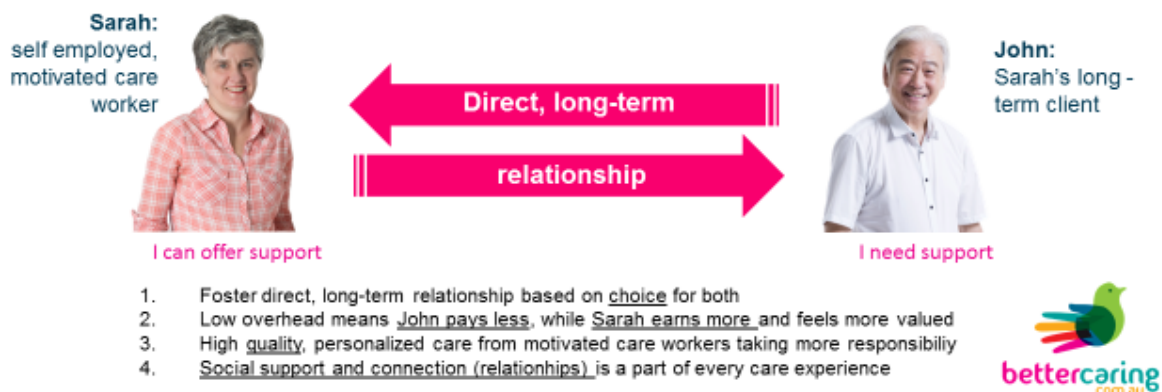 Sarah:
self employed,
motivated care
worker
Direct, long-term
relationship
John:
Sarah's long -
term client
I can offer support
I need support
1. Foster direct, long-term relationship based on choice for both
2. Low overhead means John pays less, while Sarah earns more and feels more valued
3. High quality, personalized care from motivated care workers taking more responsibiliy
4. Social support and connection (relationhips) is a part of every care experience
bettercaring
.com.au